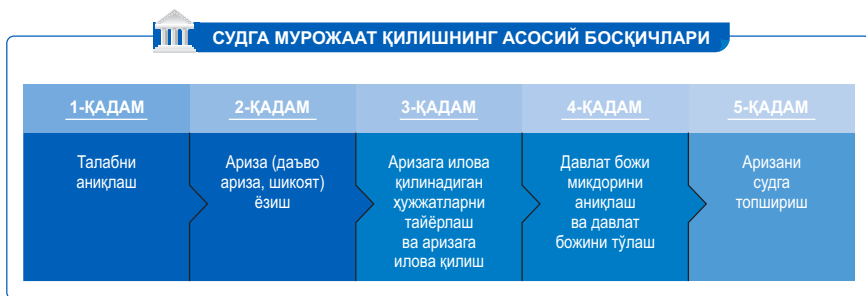 СУДГА МУРОЖААТ ҚИЛИШНИНГ АСОСИЙ БОСҚИЧЛАРИ
1-ҚАДАМ
Талабни
аниқлаш
2-ҚАДАМ
Ариза (даъво
ариза, шикоят)
ёзиш
3-ҚАДАМ
Аризага илова
қилинадиган
ҳужжатларни
тайёрлаш
ва аризага
илова қилиш
4-ҚАДАМ
Давлат божи
миқдорини
аниқлаш
ва давлат
божини тўлаш
5-ҚАДАМ
Аризани
судга
топшириш